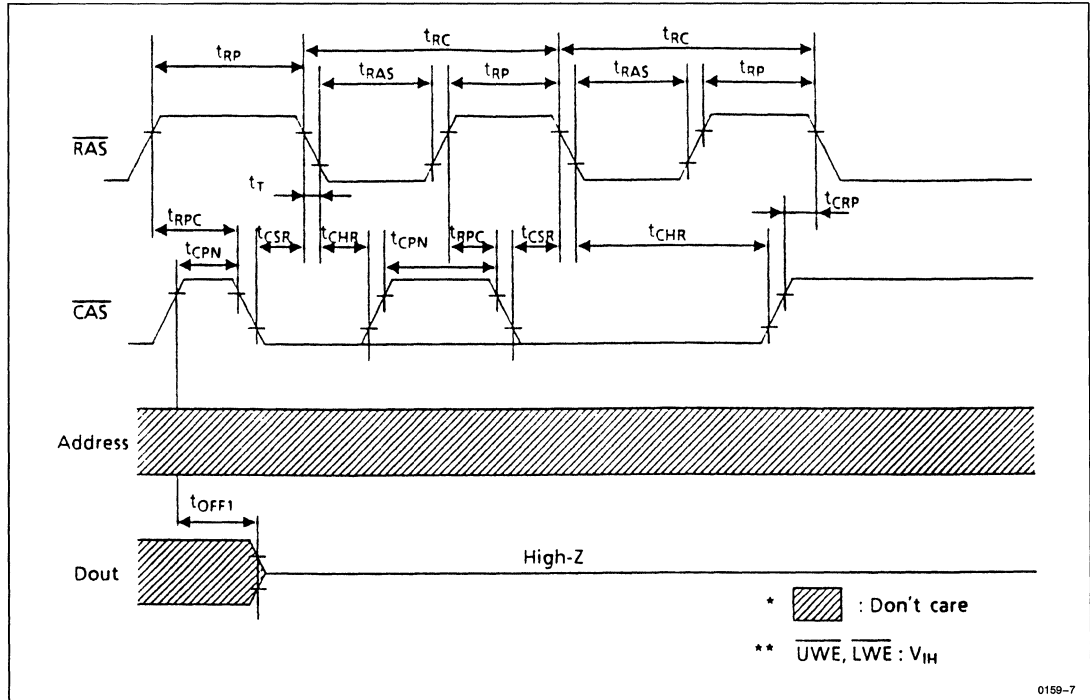 tRC tRC
tRP tRAS tRP tRAS tRP
RAS
tT
tRPC tCSR tCHR tCPN tRPC tCSR tCHR tCRP
tCPN
CAS
Address
tOFF1
Dout High-Z
* : Don't care
** UWE, LWE : VIH
0159-7